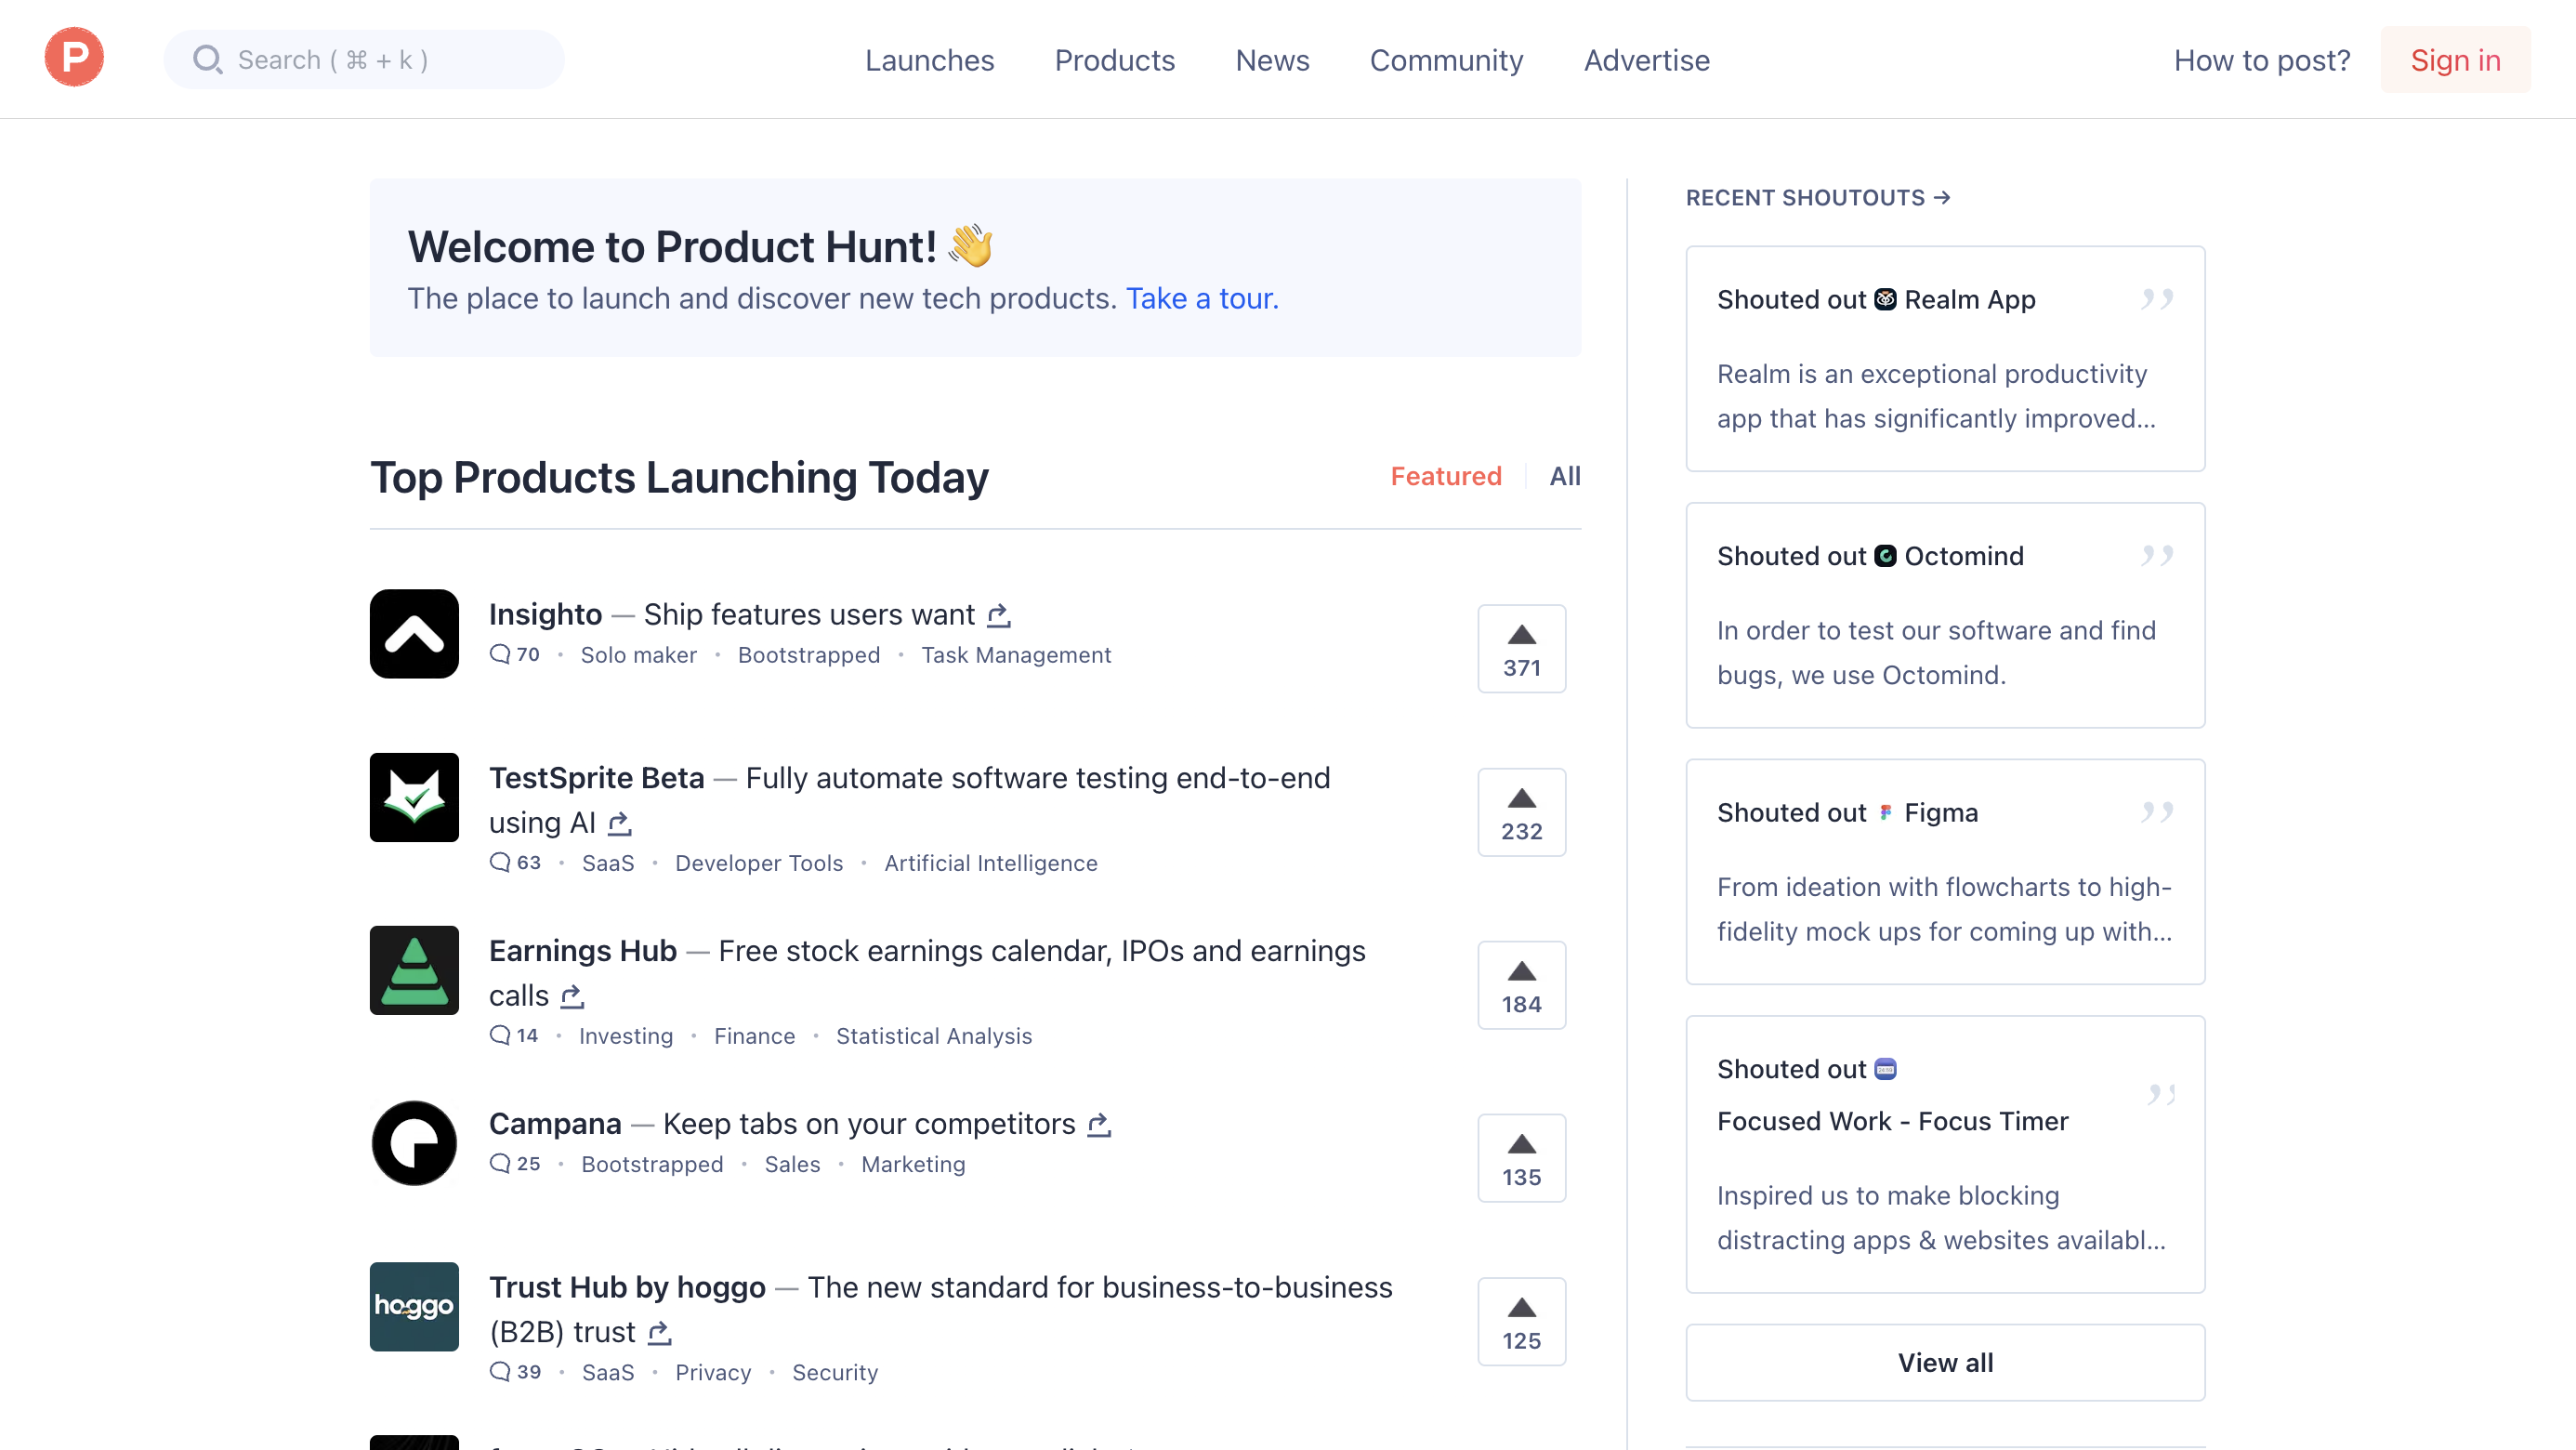 P
Search ( ⌘ + k )
Launches
Products
News
Community
Advertise
How to post?
Sign in
Welcome to Product Hunt! 👋
The place to launch and discover new tech products. Take a tour.
Top Products Launching Today
Featured
All
Insighto — Ship features users want
70 • Solo maker • Bootstrapped • Task Management
371
TestSprite Beta — Fully automate software testing end-to-end
using AI
63 • SaaS • Developer Tools • Artificial Intelligence
232
Earnings Hub — Free stock earnings calendar, IPOs and earnings
calls
14 • Investing • Finance • Statistical Analysis
184
Campana — Keep tabs on your competitors
25 • Bootstrapped • Sales • Marketing
135
hoggo
Trust Hub by hoggo — The new standard for business-to-business
(B2B) trust
39 • SaaS • Privacy • Security
125
RECENT SHOUTOUTS →
Shouted out Realm App
Realm is an exceptional productivity
app that has significantly improved...
Shouted out Octomind
In order to test our software and find
bugs, we use Octomind.
Shouted out Figma
From ideation with flowcharts to high-
fidelity mock ups for coming up with...
Shouted out
Focused Work - Focus Timer
Inspired us to make blocking
distracting apps & websites availabl...
View all